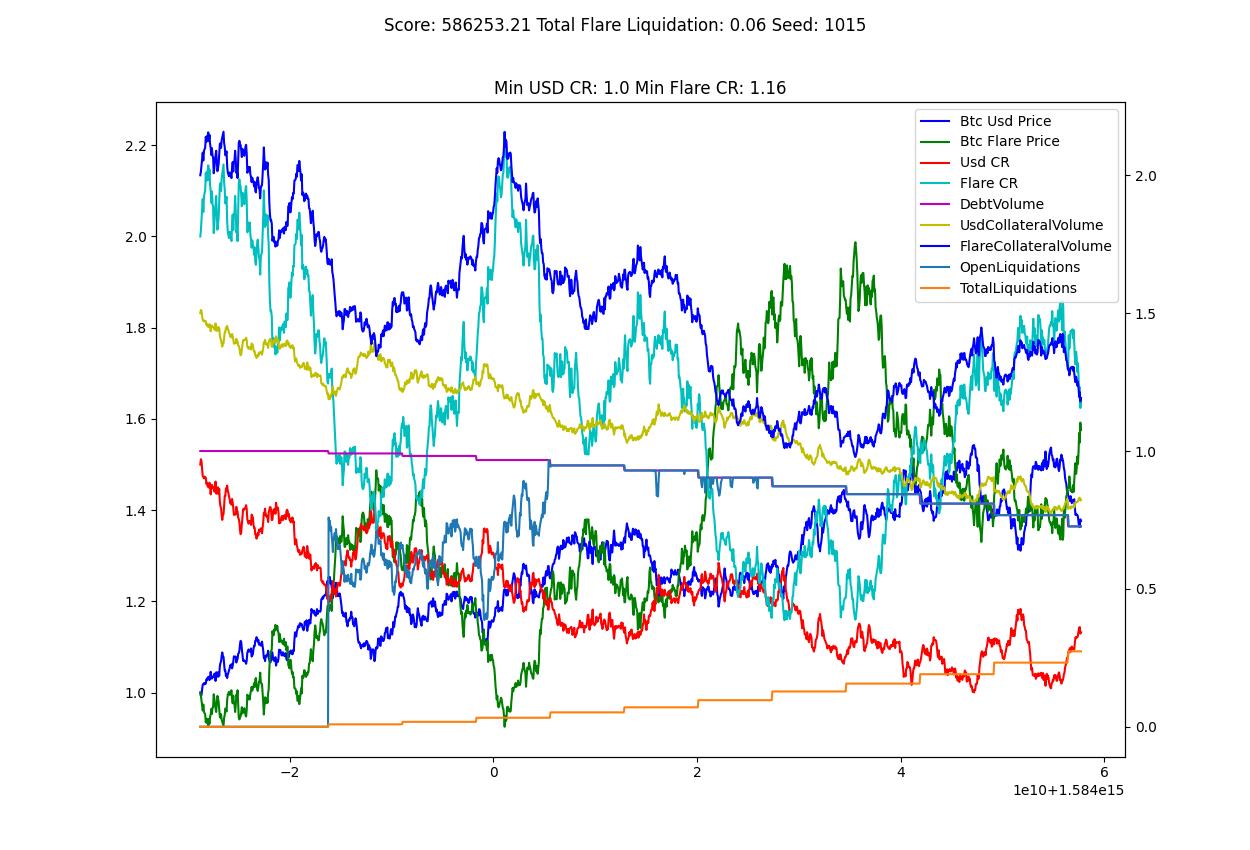 Score: 586253.21 Total Flare Liquidation: 0.06 Seed: 1015
Min USD CR: 1.0 Min Flare CR: 1.16
Btc Usd Price
Btc Flare Price
Usd CR
Flare CR
DebtVolume
UsdCollateralVolume
FlareCollateralVolume
OpenLiquidations
TotalLiquidations
2.2
2.0
1.8
1.6
1.4
1.2
1.0
2.0
1.5
1.0
0.5
0.0
−2
0
2
4
6
1e10+1.584e15